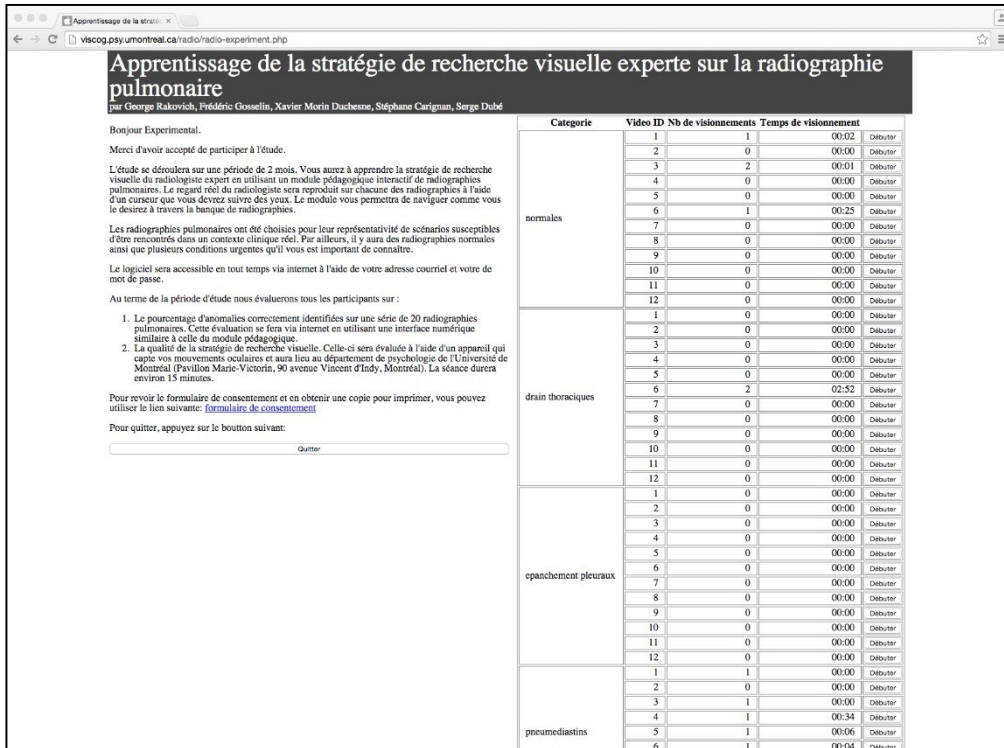 Apprentissage de la straté
viscog.psy.umontreal.ca/radio/radio-experiment.php
Apprentissage de la stratégie de recherche visuelle experte sur la radiographie
pulmonaire
par George Rakovich, Frédéric Gosselin, Xavier Morin Duchesne, Stéphane Carignan, Serge Dubé
Bonjour Experimental.
Merci d'avoir accepté de participer à l'étude.
L'étude se déroulera sur une période de 2 mois. Vous aurez à apprendre la stratégie de recherche
visuelle du radiologiste expert en utilisant un module pédagogique interactif de radiographies
pulmonaires. Le regard réel du radiologiste sera reproduit sur chacune des radiographies à l'aide
d'un curseur que vous devrez suivre des yeux. Le module vous permettra de naviguer comme vous
le desirez à travers la banque de radiographies.
Les radiographies pulmonaires ont été choisies pour leur représentativité de scénarios susceptibles
d'être rencontrés dans un contexte clinique réel. Par ailleurs, il y aura des radiographies normales
ainsi que plusieurs conditions urgentes qu'il vous est important de connaître.
Le logiciel sera accessible en tout temps via internet à l'aide de votre adresse courriel et votre de
mot de passe.
Au terme de la période d'étude nous évaluerons tous les participants sur :
1. Le pourcentage d'anomalies correctement identifiées sur une série de 20 radiographies
pulmonaires. Cette évaluation se fera via internet en utilisant une interface numérique
similaire à celle du module pédagogique.
2. La qualité de la stratégie de recherche visuelle. Celle-ci sera évaluée à l'aide d'un appareil qui
capte vos mouvements oculaires et aura lieu au département de psychologie de l'Université de
Montréal (Pavillon Marie-Victorin, 90 avenue Vincent d'Indy, Montréal). La séance durera
environ 15 minutes.
Pour revoir le formulaire de consentement et en obtenir une copie pour imprimer, vous pouvez
utiliser le lien suivante: formulaire de consentement
Pour quitter, appuyez sur le boutton suivant:
Quitter
Categorie Video ID Nb de visionnements Temps de visionnement
normales
1 1 00:02 Débuter
2 0 00:00 Débuter
3 2 00:01 Débuter
4 0 00:00 Débuter
5 0 00:00 Débuter
6 1 00:25 Débuter
7 0 00:00 Débuter
8 0 00:00 Débuter
9 0 00:00 Débuter
10 0 00:00 Débuter
11 0 00:00 Débuter
12 0 00:00 Débuter
drain thoraciques
1 0 00:00 Débuter
2 0 00:00 Débuter
3 0 00:00 Débuter
4 0 00:00 Débuter
5 0 00:00 Débuter
6 2 02:52 Débuter
7 0 00:00 Débuter
8 0 00:00 Débuter
9 0 00:00 Débuter
10 0 00:00 Débuter
11 0 00:00 Débuter
12 0 00:00 Débuter
epanchement pleuraux
1 0 00:00 Débuter
2 0 00:00 Débuter
3 0 00:00 Débuter
4 0 00:00 Débuter
5 0 00:00 Débuter
6 0 00:00 Débuter
7 0 00:00 Débuter
8 0 00:00 Débuter
9 0 00:00 Débuter
10 0 00:00 Débuter
11 0 00:00 Débuter
12 0 00:00 Débuter
pneumediastins
1 1 00:00 Débuter
2 0 00:00 Débuter
3 1 00:00 Débuter
4 1 00:34 Débuter
5 1 00:06 Débuter
6 1 00:04 Débuter